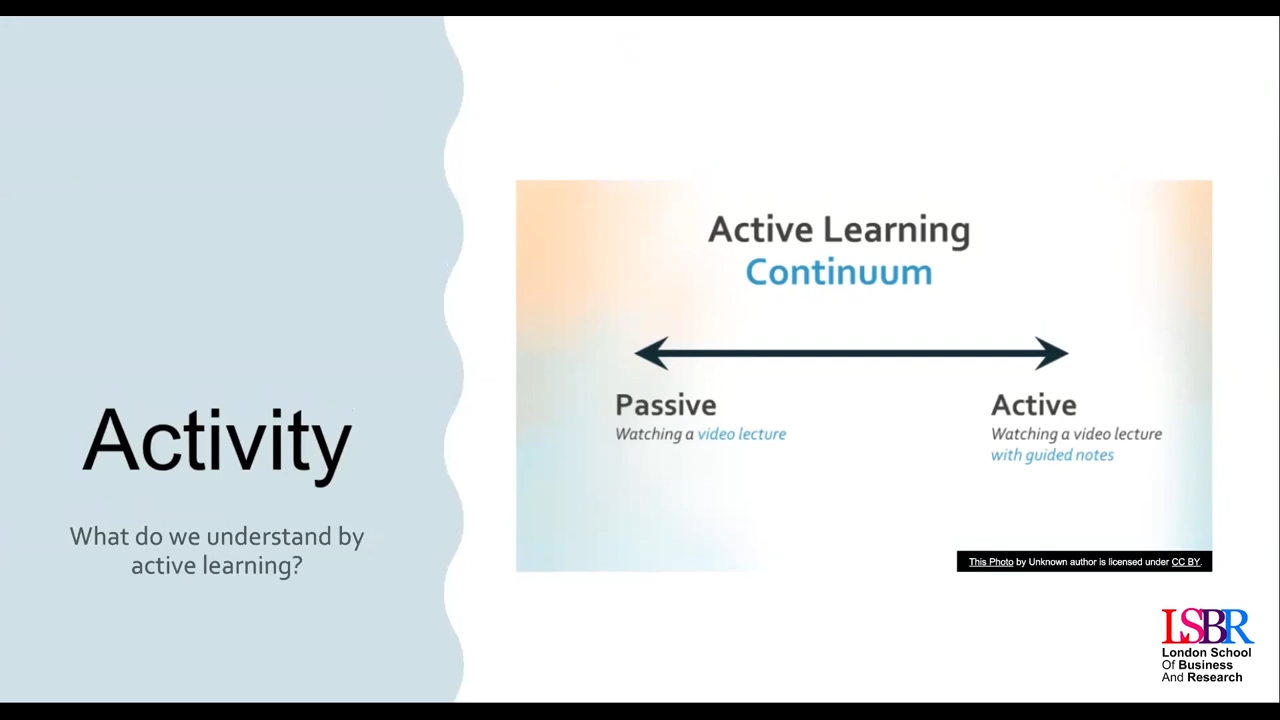 Activity
What do we understand by
active learning?
Active Learning
Continuum
Passive
Watching a video lecture
Active
Watching a video lecture
with guided notes
This Photo by Unknown author is licensed under CC BY.
LSBR
London School
Of Business
And Research